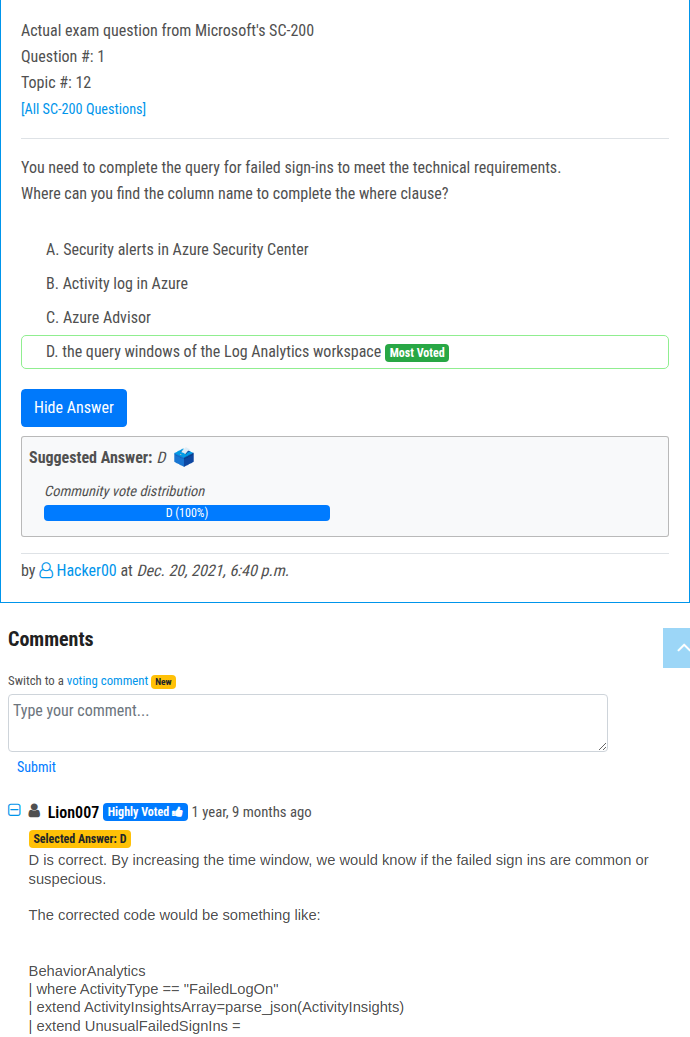 Actual exam question from Microsoft's SC-200
Question #: 1
Topic #: 12
[All SC-200 Questions]
You need to complete the query for failed sign-ins to meet the technical requirements.
Where can you find the column name to complete the where clause?
A. Security alerts in Azure Security Center
B. Activity log in Azure
C. Azure Advisor
D. the query windows of the Log Analytics workspace Most Voted
Hide Answer
Suggested Answer: D
Community vote distribution
D (100%)
by Hacker00 at Dec. 20, 2021, 6:40 p.m.
Comments
Switch to a voting comment New
Type your comment...
Submit
Lion007 Highly Voted 1 year, 9 months ago
Selected Answer: D
D is correct. By increasing the time window, we would know if the failed sign ins are common or
suspecious.
The corrected code would be something like:
BehaviorAnalytics
| where ActivityType == "FailedLogOn"
| extend ActivityInsightsArray=parse_json(ActivityInsights)
| extend UnusualFailedSignIns =